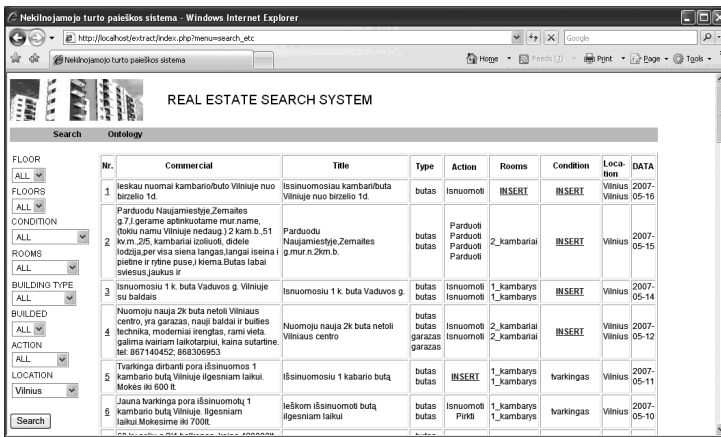 Nekilnojamojo turto paieškos sistema - Windows Internet Explorer
http://localhost/extract/index.php?menu=search_etc
Google
Nekilnojamojo turto paieškos sistema
Home Feeds (J) Print Page Tools
REAL ESTATE SEARCH SYSTEM
Search Ontology
FLOOR
ALL
FLOORS
ALL
CONDITION
ALL
ROOMS
ALL
BUILDING TYPE
ALL
BUILDED
ALL
ACTION
ALL
LOCATION
Vilnius
Search
Nr. Commercial Title Type Action Rooms Condition Loca-
tion DATA
1 Ieskau nuomai kambario/buto Vilniuje nuo
birzelio 1d.
Issinuomosiau kambari/buta
Vilniuje nuo birzelio 1d.
butas Isnuomoti INSERT INSERT
Vilnius
Vilnius
2007-
05-16
2 Parduodu Naujamiestyje,Zemaites
g.7,I.gerame aptinkuotame mur.name,
(tokiu namu Vilniuje nedaug.) 2 kam.b.,51
kv.m.,2/5, kambariai izoliuoti, didele
lodzija,per visa siena langas,langai iseina i
pietine ir rytine puse,i kiema.Butas labai
sviesus,jaukus ir
Parduodu
Naujamiestyje,Zemaites
g.mur.n.2km.b.
butas
butas
Parduoti
Parduoti
Parduoti
Parduoti
2_kambariai INSERT Vilnius
2007-
05-15
3 Isnuomosiu 1 k. buta Vaduvos g. Vilniuje
su baldais
Isnuomosiu 1 k. buta Vaduvos g.
butas
butas
Isnuomoti
Isnuomoti
1_kambarys
1_kambarys
INSERT Vilnius
2007-
05-14
4 Nuomoju nauja 2k buta netoli Vilniaus
centro, yra garazas, nauji baldai ir buities
technika, moderniai irengtas, rami vieta.
galima ivairiam laikotarpiui, kaina sutartine.
tel: 867140452; 868306953
Nuomoju nauja 2k buta netoli
Vilniaus centro
butas
butas
garazas
garazas
Isnuomoti
Isnuomoti
2_kambariai
2_kambariai
INSERT
Vilnius
Vilnius
2007-
05-12
5 Tvarkinga dirbanti pora išsinuomos 1
kambario butą Vilniuje ilgesniam laikui.
Mokės iki 600 lt.
Išsinuomosiu 1 kabario butą
butas
butas
INSERT
1_kambarys
1_kambarys
tvarkingas Vilnius
2007-
05-11
6 Jauna tvarkinga pora išsinuomotų 1
kambario butą Vilniuje. Ilgesniam
laikui.Mokesime iki 700lt.
Ieškom išsinuomoti butą
ilgesniam laikui
butas
butas
Isnuomoti
Pirkti
1_kambarys
1_kambarys
tvarkingas Vilnius
2007-
05-10